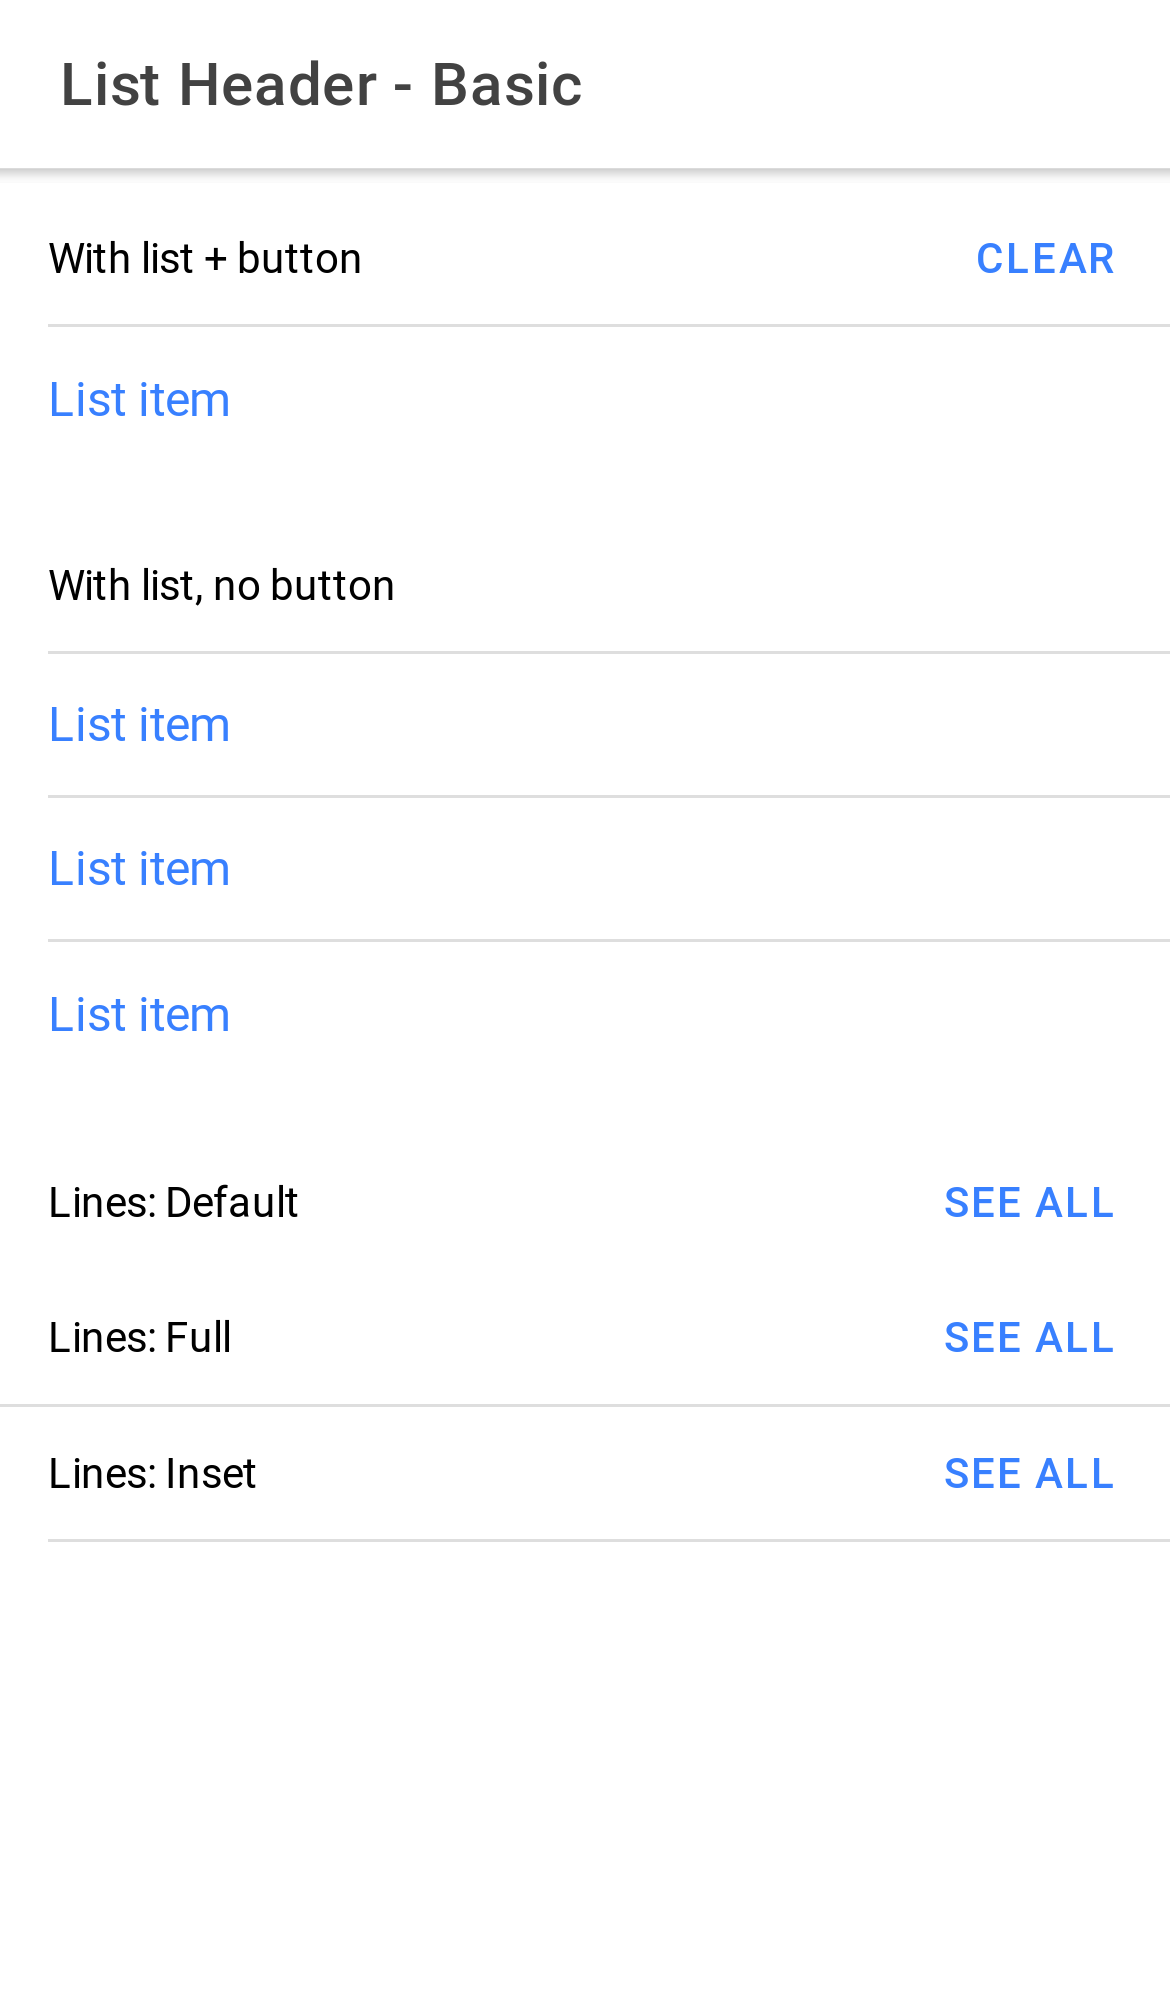 List Header - Basic
With list + button CLEAR
List item
With list, no button
List item
List item
List item
Lines: Default SEE ALL
Lines: Full SEE ALL
Lines: Inset SEE ALL